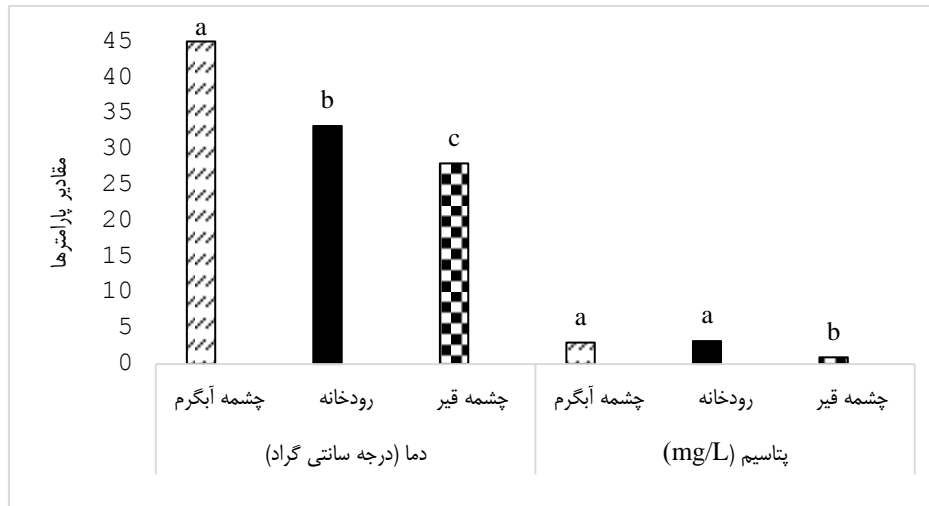 مقادیر پارامترها
45
40
35
30
25
20
15
10
5
0
a
b
c
a
a
b
چشمه آبگرم
رودخانه
چشمه قیر
چشمه آبگرم
رودخانه
چشمه قیر
دما (درجه سانتی گراد)
پتاسیم (mg/L)